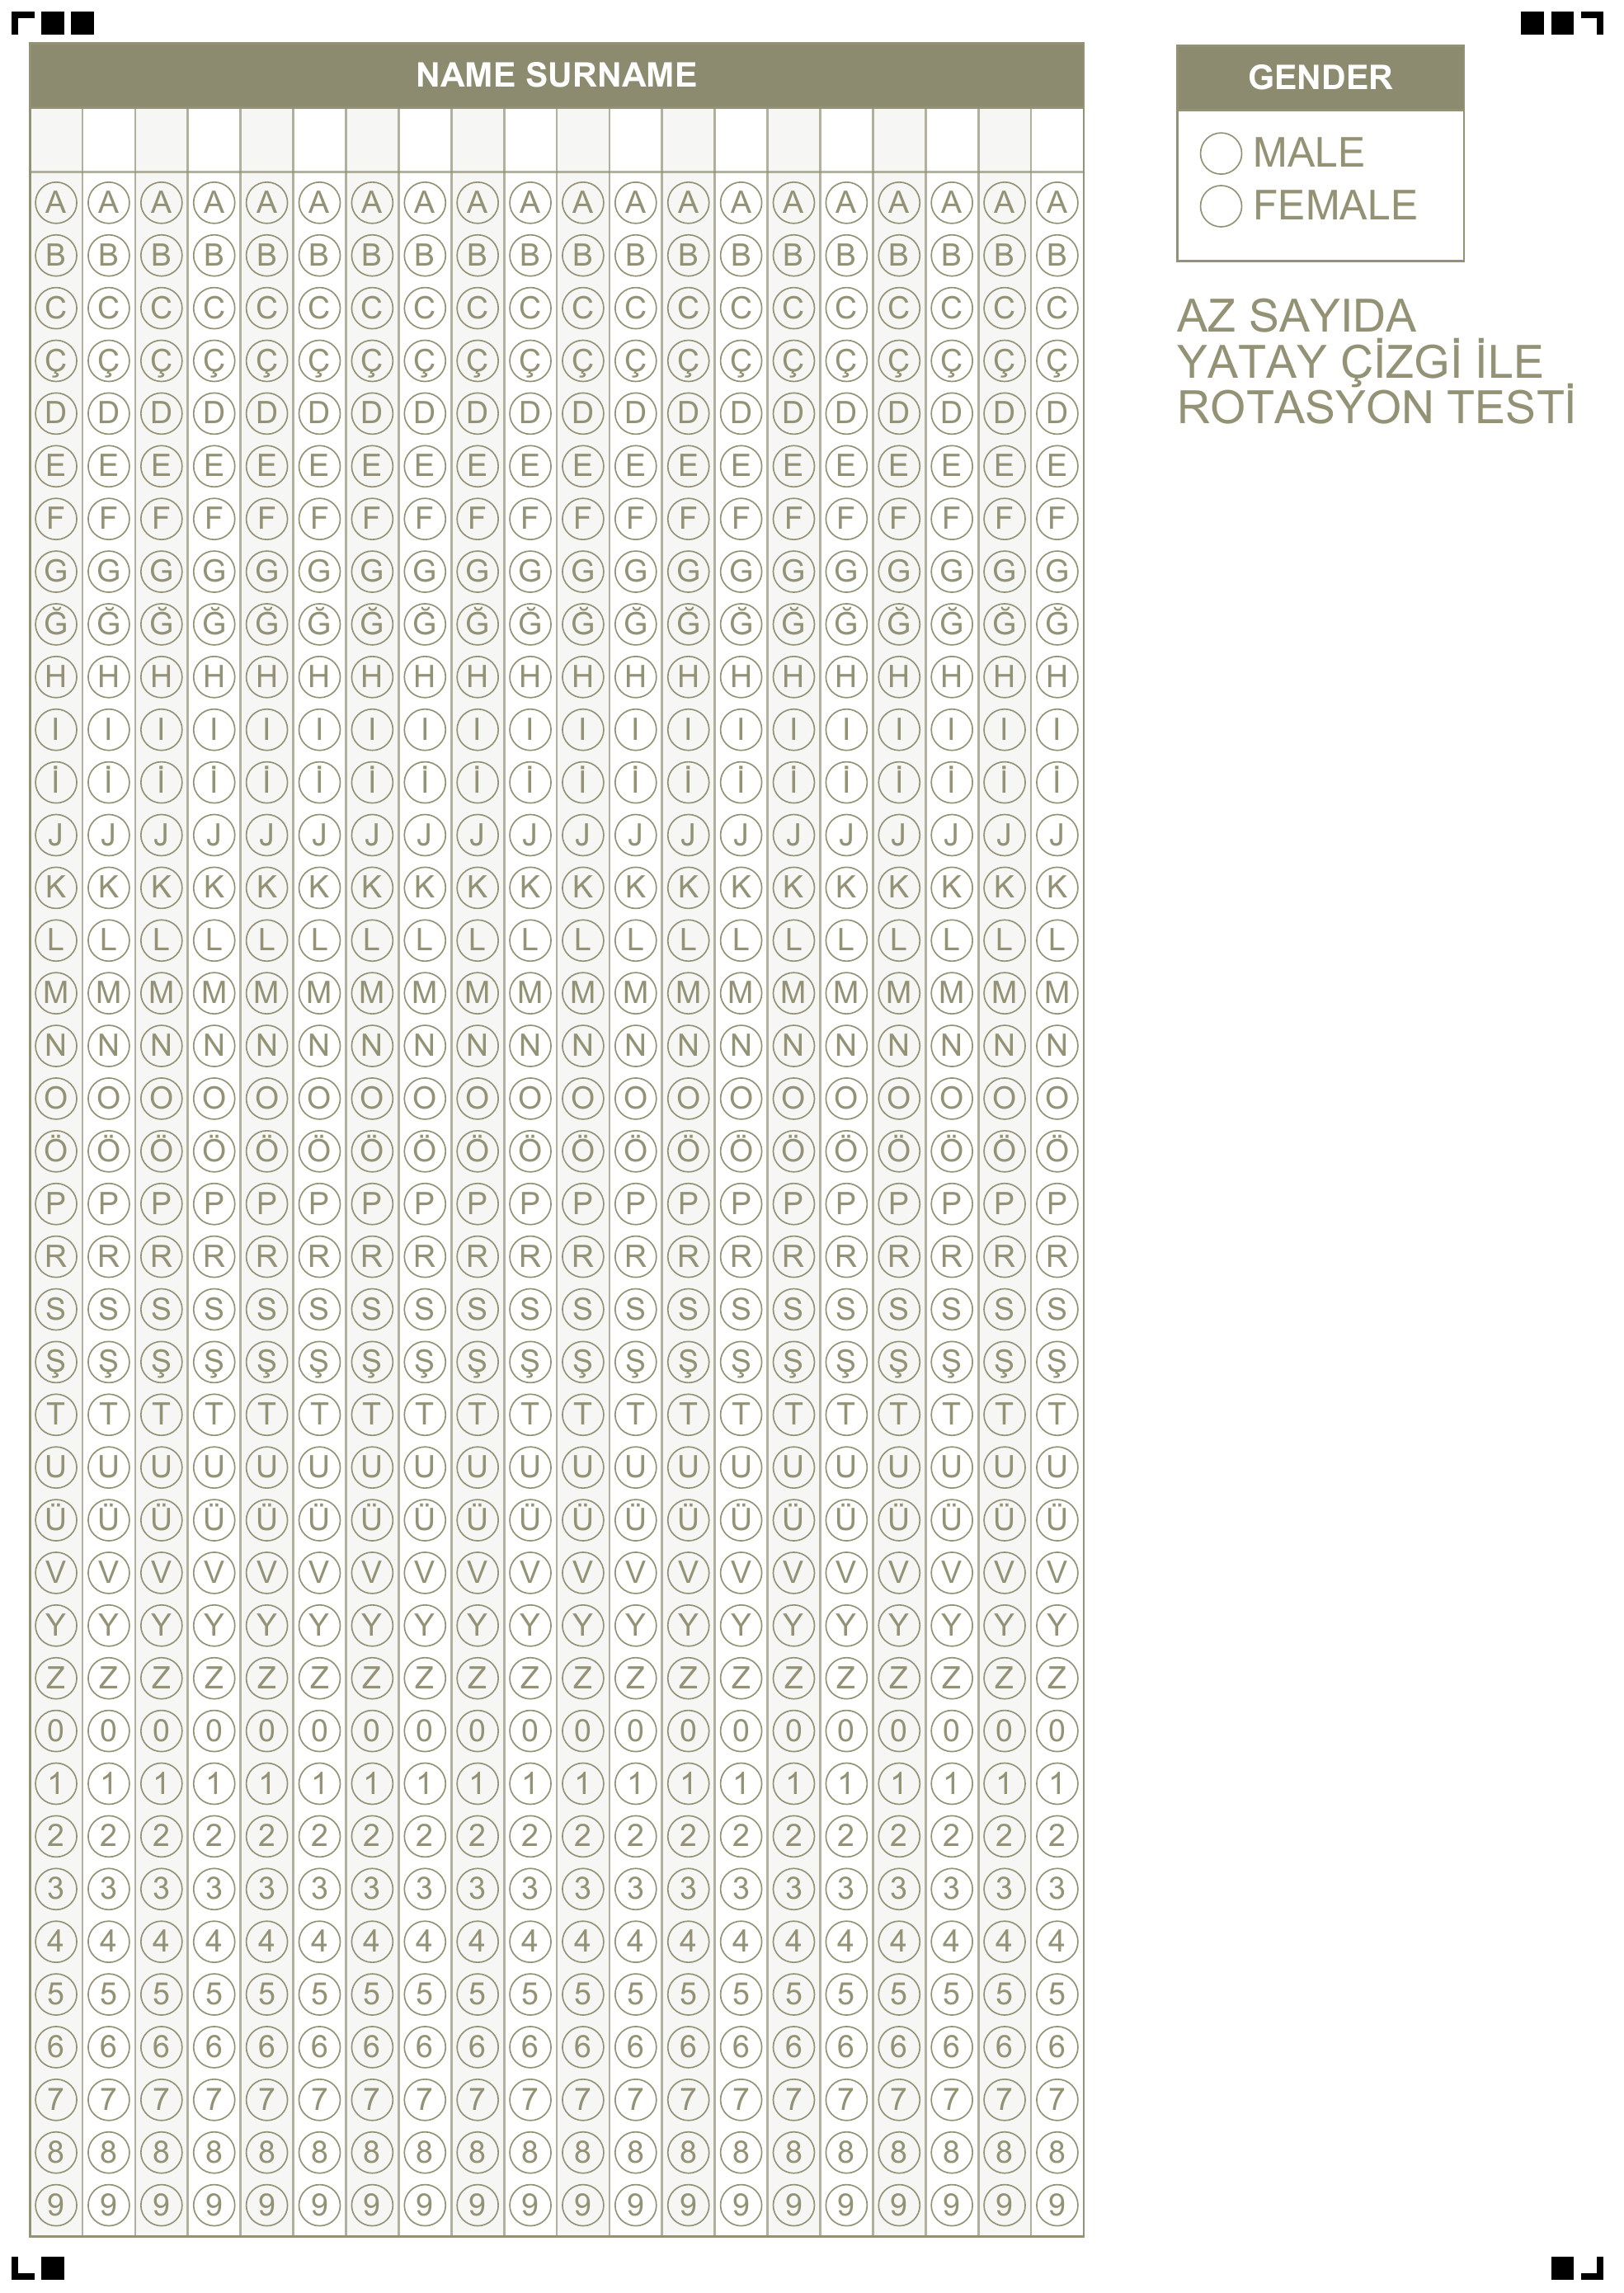 NAME SURNAME
A A A A A A A A A A A A A A A A A A A A
B B B B B B B B B B B B B B B B B B B B
C C C C C C C C C C C C C C C C C C C C
Ç Ç Ç Ç Ç Ç Ç Ç Ç Ç Ç Ç Ç Ç Ç Ç Ç Ç Ç Ç
D D D D D D D D D D D D D D D D D D D D
E E E E E E E E E E E E E E E E E E E E
F F F F F F F F F F F F F F F F F F F F
G G G G G G G G G G G G G G G G G G G G
Ğ Ğ Ğ Ğ Ğ Ğ Ğ Ğ Ğ Ğ Ğ Ğ Ğ Ğ Ğ Ğ Ğ Ğ Ğ Ğ
H H H H H H H H H H H H H H H H H H H H
I I I I I I I I I I I I I I I I I I I I
İ İ İ İ İ İ İ İ İ İ İ İ İ İ İ İ İ İ İ İ
J J J J J J J J J J J J J J J J J J J J
K K K K K K K K K K K K K K K K K K K K
L L L L L L L L L L L L L L L L L L L L
M M M M M M M M M M M M M M M M M M M M
N N N N N N N N N N N N N N N N N N N N
O O O O O O O O O O O O O O O O O O O O
Ö Ö Ö Ö Ö Ö Ö Ö Ö Ö Ö Ö Ö Ö Ö Ö Ö Ö Ö Ö
P P P P P P P P P P P P P P P P P P P P
R R R R R R R R R R R R R R R R R R R R
S S S S S S S S S S S S S S S S S S S S
Ş Ş Ş Ş Ş Ş Ş Ş Ş Ş Ş Ş Ş Ş Ş Ş Ş Ş Ş Ş
T T T T T T T T T T T T T T T T T T T T
U U U U U U U U U U U U U U U U U U U U
Ü Ü Ü Ü Ü Ü Ü Ü Ü Ü Ü Ü Ü Ü Ü Ü Ü Ü Ü Ü
V V V V V V V V V V V V V V V V V V V V
Y Y Y Y Y Y Y Y Y Y Y Y Y Y Y Y Y Y Y Y
Z Z Z Z Z Z Z Z Z Z Z Z Z Z Z Z Z Z Z Z
0 0 0 0 0 0 0 0 0 0 0 0 0 0 0 0 0 0 0 0
1 1 1 1 1 1 1 1 1 1 1 1 1 1 1 1 1 1 1 1
2 2 2 2 2 2 2 2 2 2 2 2 2 2 2 2 2 2 2 2
3 3 3 3 3 3 3 3 3 3 3 3 3 3 3 3 3 3 3 3
4 4 4 4 4 4 4 4 4 4 4 4 4 4 4 4 4 4 4 4
5 5 5 5 5 5 5 5 5 5 5 5 5 5 5 5 5 5 5 5
6 6 6 6 6 6 6 6 6 6 6 6 6 6 6 6 6 6 6 6
7 7 7 7 7 7 7 7 7 7 7 7 7 7 7 7 7 7 7 7
8 8 8 8 8 8 8 8 8 8 8 8 8 8 8 8 8 8 8 8
9 9 9 9 9 9 9 9 9 9 9 9 9 9 9 9 9 9 9 9
GENDER
MALE
FEMALE
AZ SAYIDA
YATAY ÇİZGİ İLE
ROTASYON TESTİ